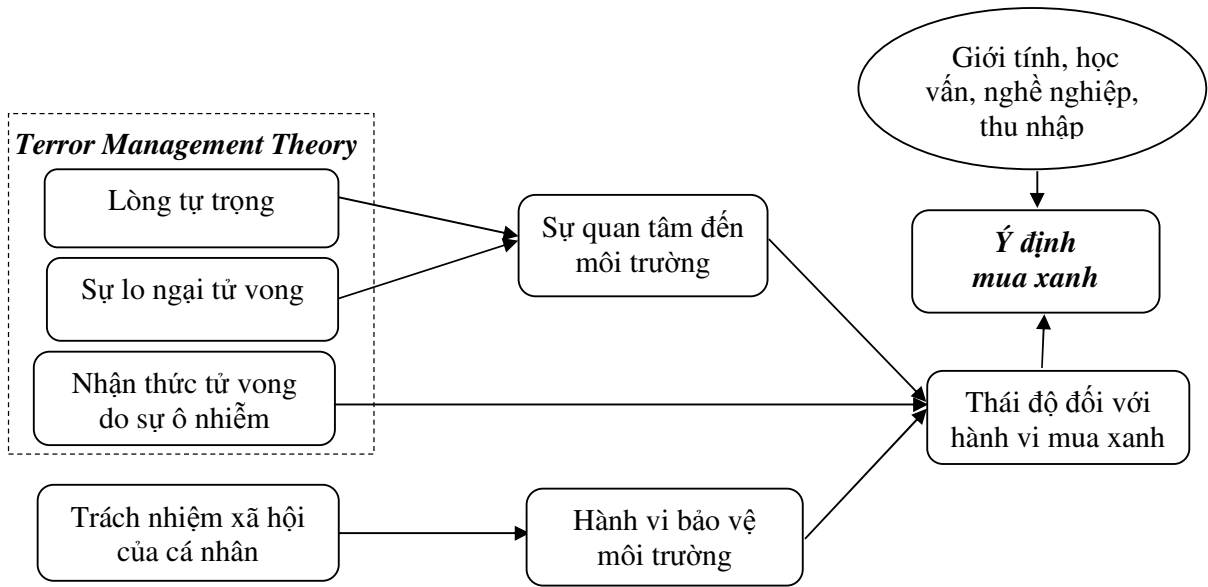 Giới tính, học
vấn, nghề nghiệp,
thu nhập
Terror Management Theory
Lòng tự trọng
Sự quan tâm đến
môi trường
Ý định
mua xanh
Sự lo ngại tử vong
Nhận thức tử vong
do sự ô nhiễm
Thái độ đối với
hành vi mua xanh
Trách nhiệm xã hội
của cá nhân
Hành vi bảo vệ
môi trường